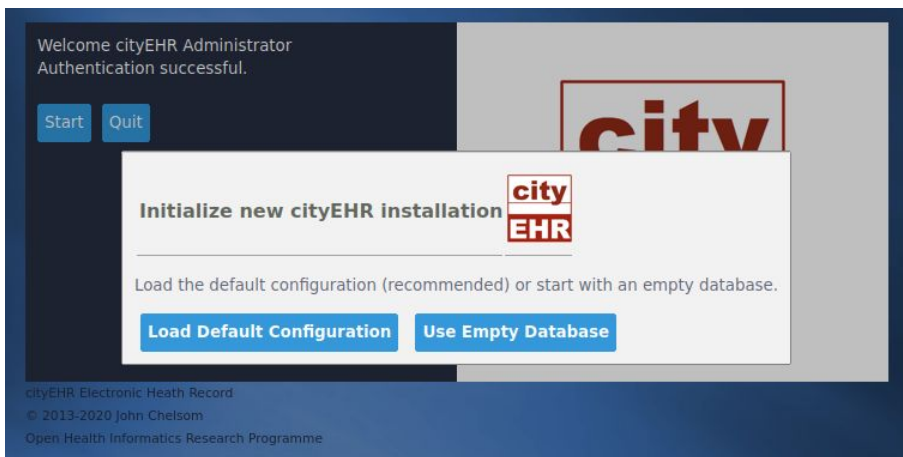 Welcome cityEHR Administrator
Authentication successful.
Start Quit
city
Initialize new cityEHR installation
city
EHR
Load the default configuration (recommended) or start with an empty database.
Load Default Configuration Use Empty Database
cityEHR Electronic Heath Record
© 2013-2020 John Chelsom
Open Health Informatics Research Programme